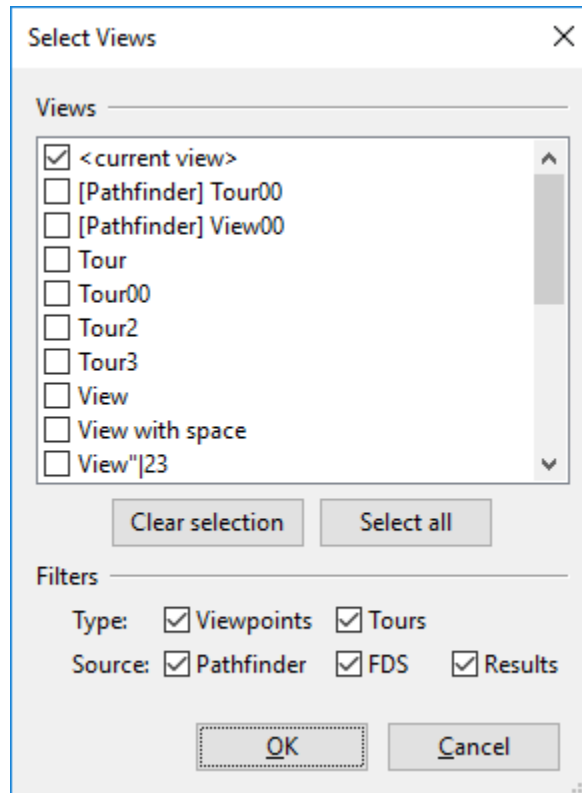 Select Views
Views
<current view>
[Pathfinder] Tour00
[Pathfinder] View00
Tour
Tour00
Tour2
Tour3
View
View with space
View"|23
Clear selection Select all
Filters
Type: Viewpoints Tours
Source: Pathfinder FDS Results
OK Cancel